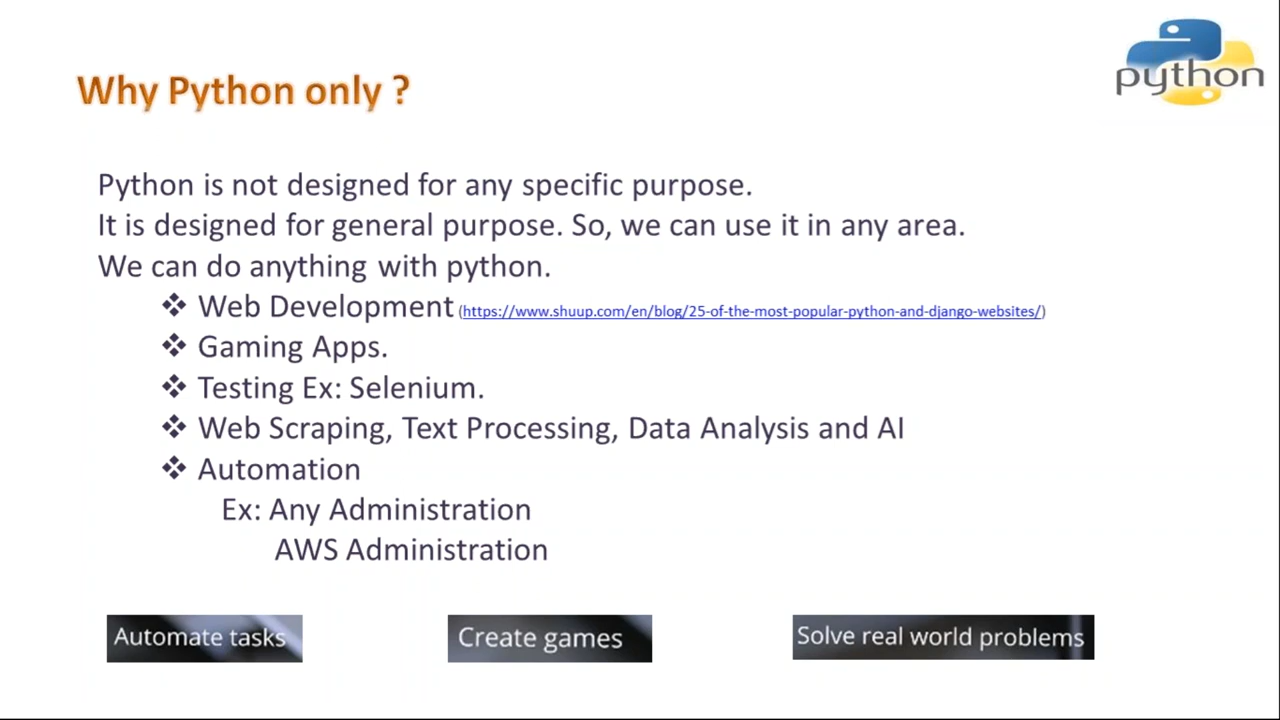 python
Why Python only ?
Python is not designed for any specific purpose.
It is designed for general purpose. So, we can use it in any area.
We can do anything with python.
❖ Web Development (https://www.shuup.com/en/blog/25-of-the-most-popular-python-and-django-websites/)
❖ Gaming Apps.
❖ Testing Ex: Selenium.
❖ Web Scraping, Text Processing, Data Analysis and AI
❖ Automation
Ex: Any Administration
AWS Administration
Automate tasks
Create games
Solve real world problems